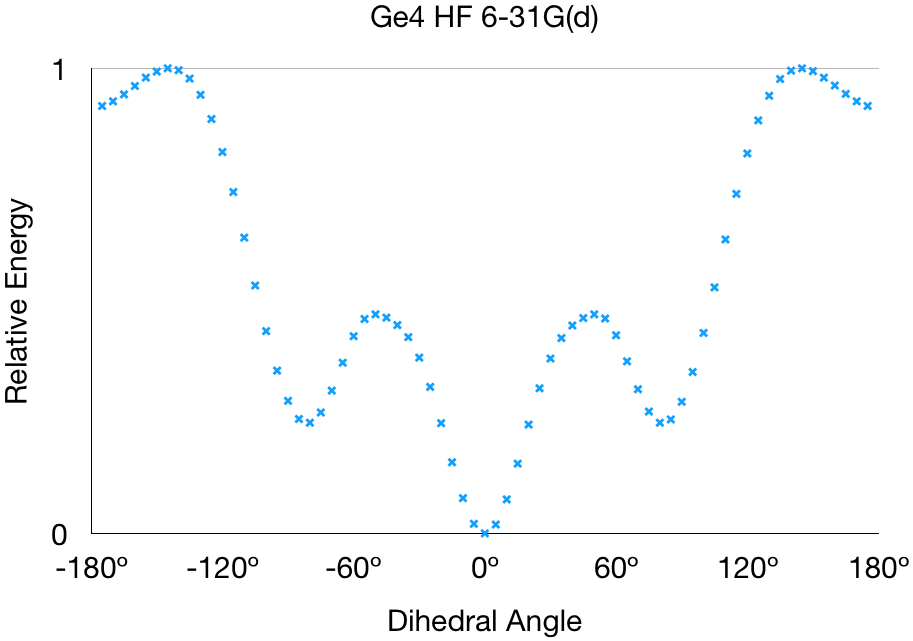 Ge4 HF 6-31G(d)
1
Relative Energy
0
-180º -120º -60º 0º 60º 120º 180º
Dihedral Angle